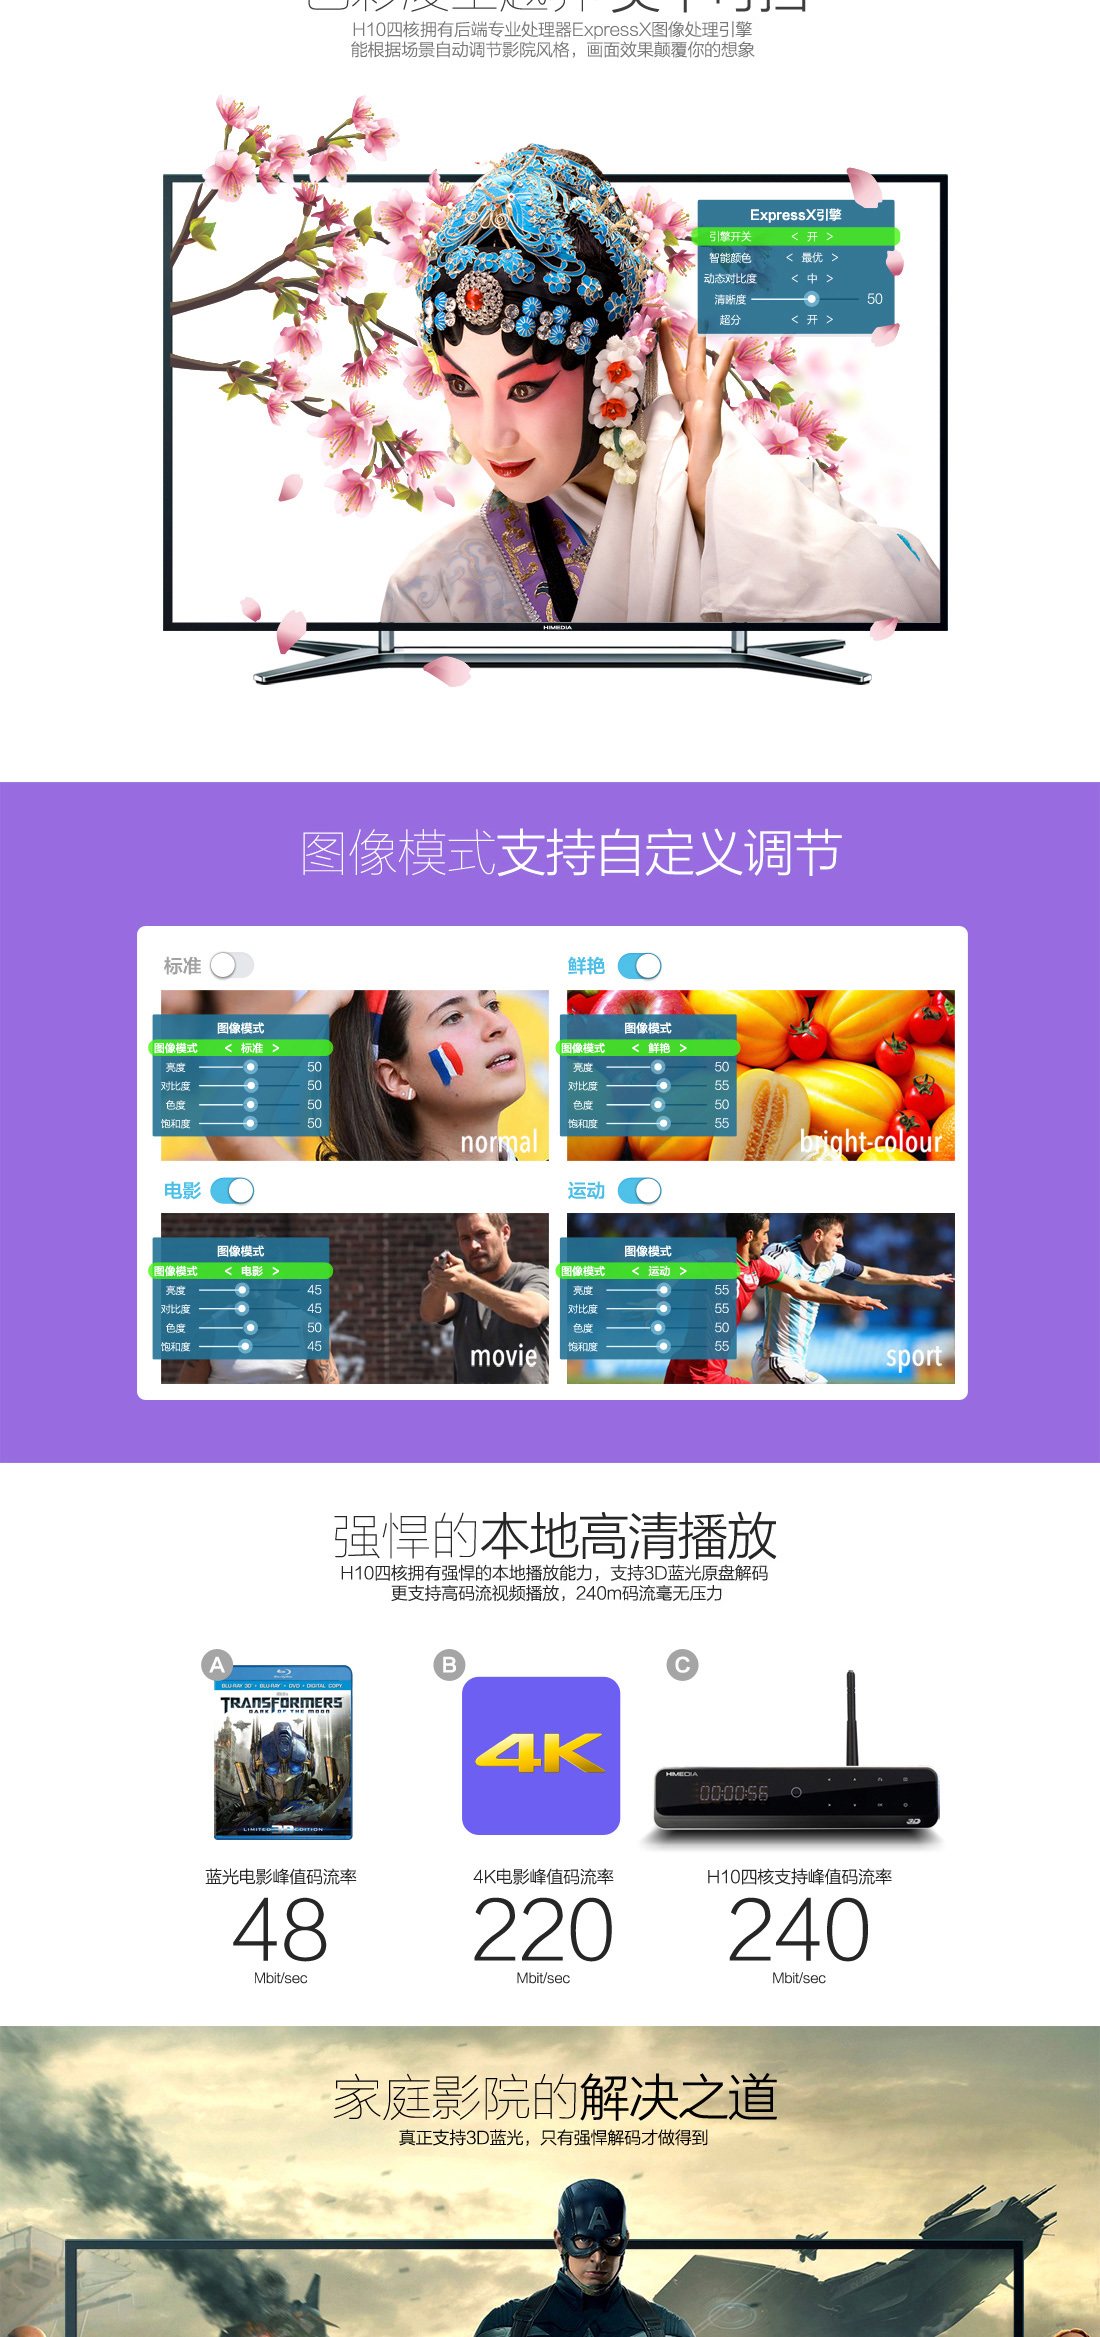 H10四核拥有后端专业处理器ExpressX图像处理引擎
能根据场景自动调节影院风格，画面效果颠覆你的想象
ExpressX引擎
引擎开关 < 开 >
智能颜色 < 最优 >
动态对比度 < 中 >
清晰度 50
超分 < 开 >
HIMEDIA
图像模式支持自定义调节
标准
图像模式
图像模式 < 标准 >
亮度 50
对比度 50
色度 50
饱和度 50
normal
鲜艳
图像模式
图像模式 < 鲜艳 >
亮度 50
对比度 55
色度 50
饱和度 55
bright-colour
电影
图像模式
图像模式 < 电影 >
亮度 45
对比度 45
色度 50
饱和度 45
movie
运动
图像模式
图像模式 < 运动 >
亮度 55
对比度 55
色度 50
饱和度 55
sport
强悍的本地高清播放
H10四核拥有强悍的本地播放能力，支持3D蓝光原盘解码
更支持高码流视频播放，240m码流毫无压力
A
BLU-RAY 3D + BLU-RAY + DVD + DIGITAL COPY
TRANSFORMERS
DARK OF THE MOON
LIMITED 3D EDITION
蓝光电影峰值码流率
48
Mbit/sec
B
4K
4K电影峰值码流率
220
Mbit/sec
C
HIMEDIA
00:00:56
3D
H10四核支持峰值码流率
240
Mbit/sec
家庭影院的解决之道
真正支持3D蓝光，只有强悍解码才做得到
A